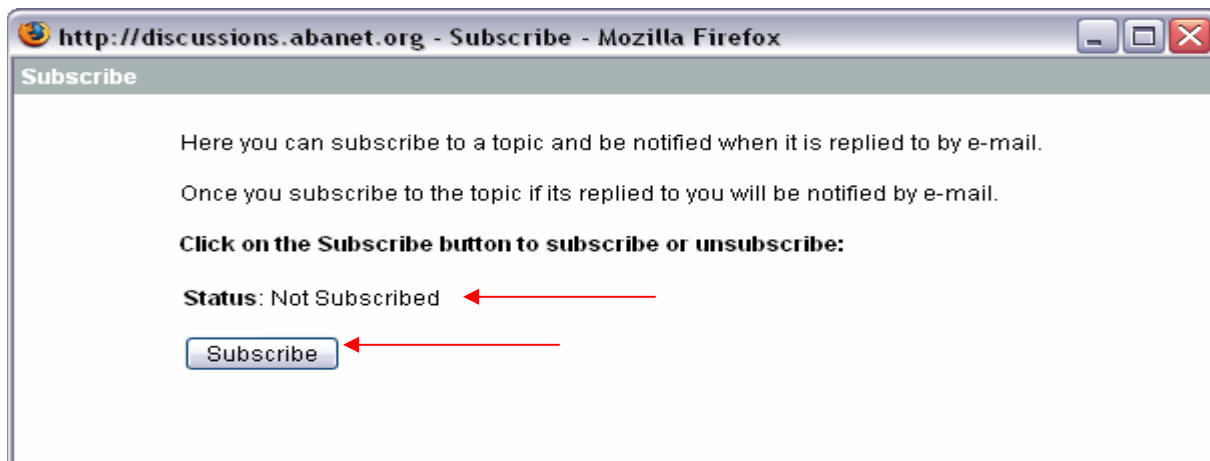 http://discussions.abanet.org - Subscribe - Mozilla Firefox
Subscribe
Here you can subscribe to a topic and be notified when it is replied to by e-mail.
Once you subscribe to the topic if its replied to you will be notified by e-mail.
Click on the Subscribe button to subscribe or unsubscribe:
Status: Not Subscribed
Subscribe